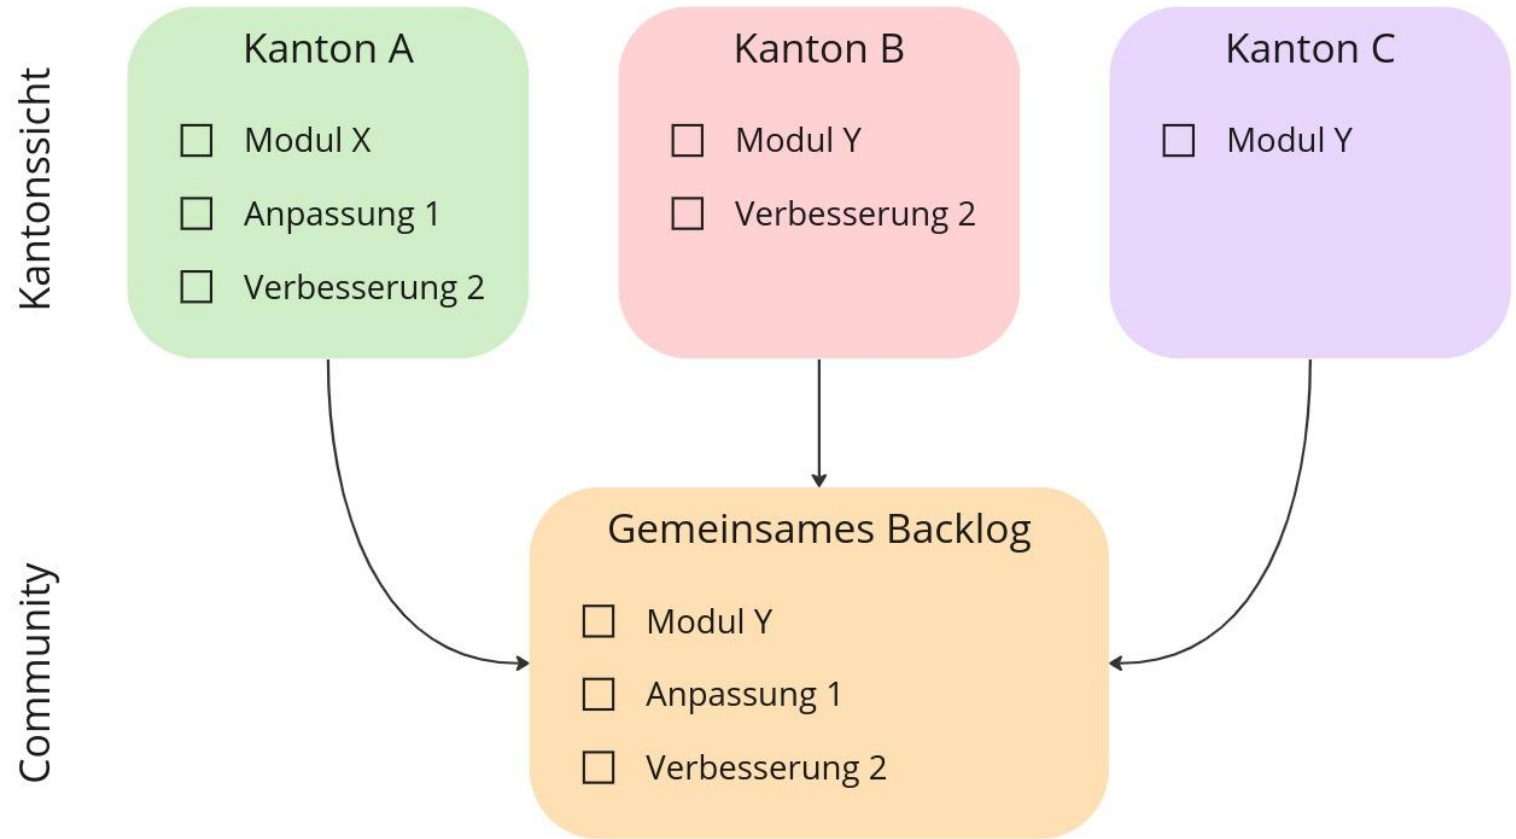 Kantonssicht
Kanton A
☐ Modul X
☐ Anpassung 1
☐ Verbesserung 2
Kanton B
☐ Modul Y
☐ Verbesserung 2
Kanton C
☐ Modul Y
Community
Gemeinsames Backlog
☐ Modul Y
☐ Anpassung 1
☐ Verbesserung 2